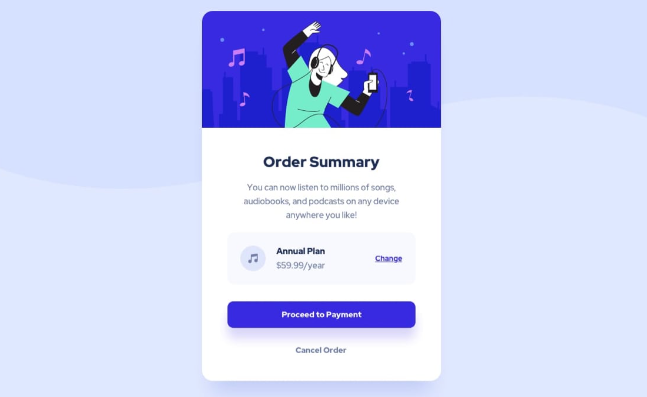 Order Summary
You can now listen to millions of songs,
audiobooks, and podcasts on any device
anywhere you like!
Annual Plan
$59.99/year
Change
Proceed to Payment
Cancel Order